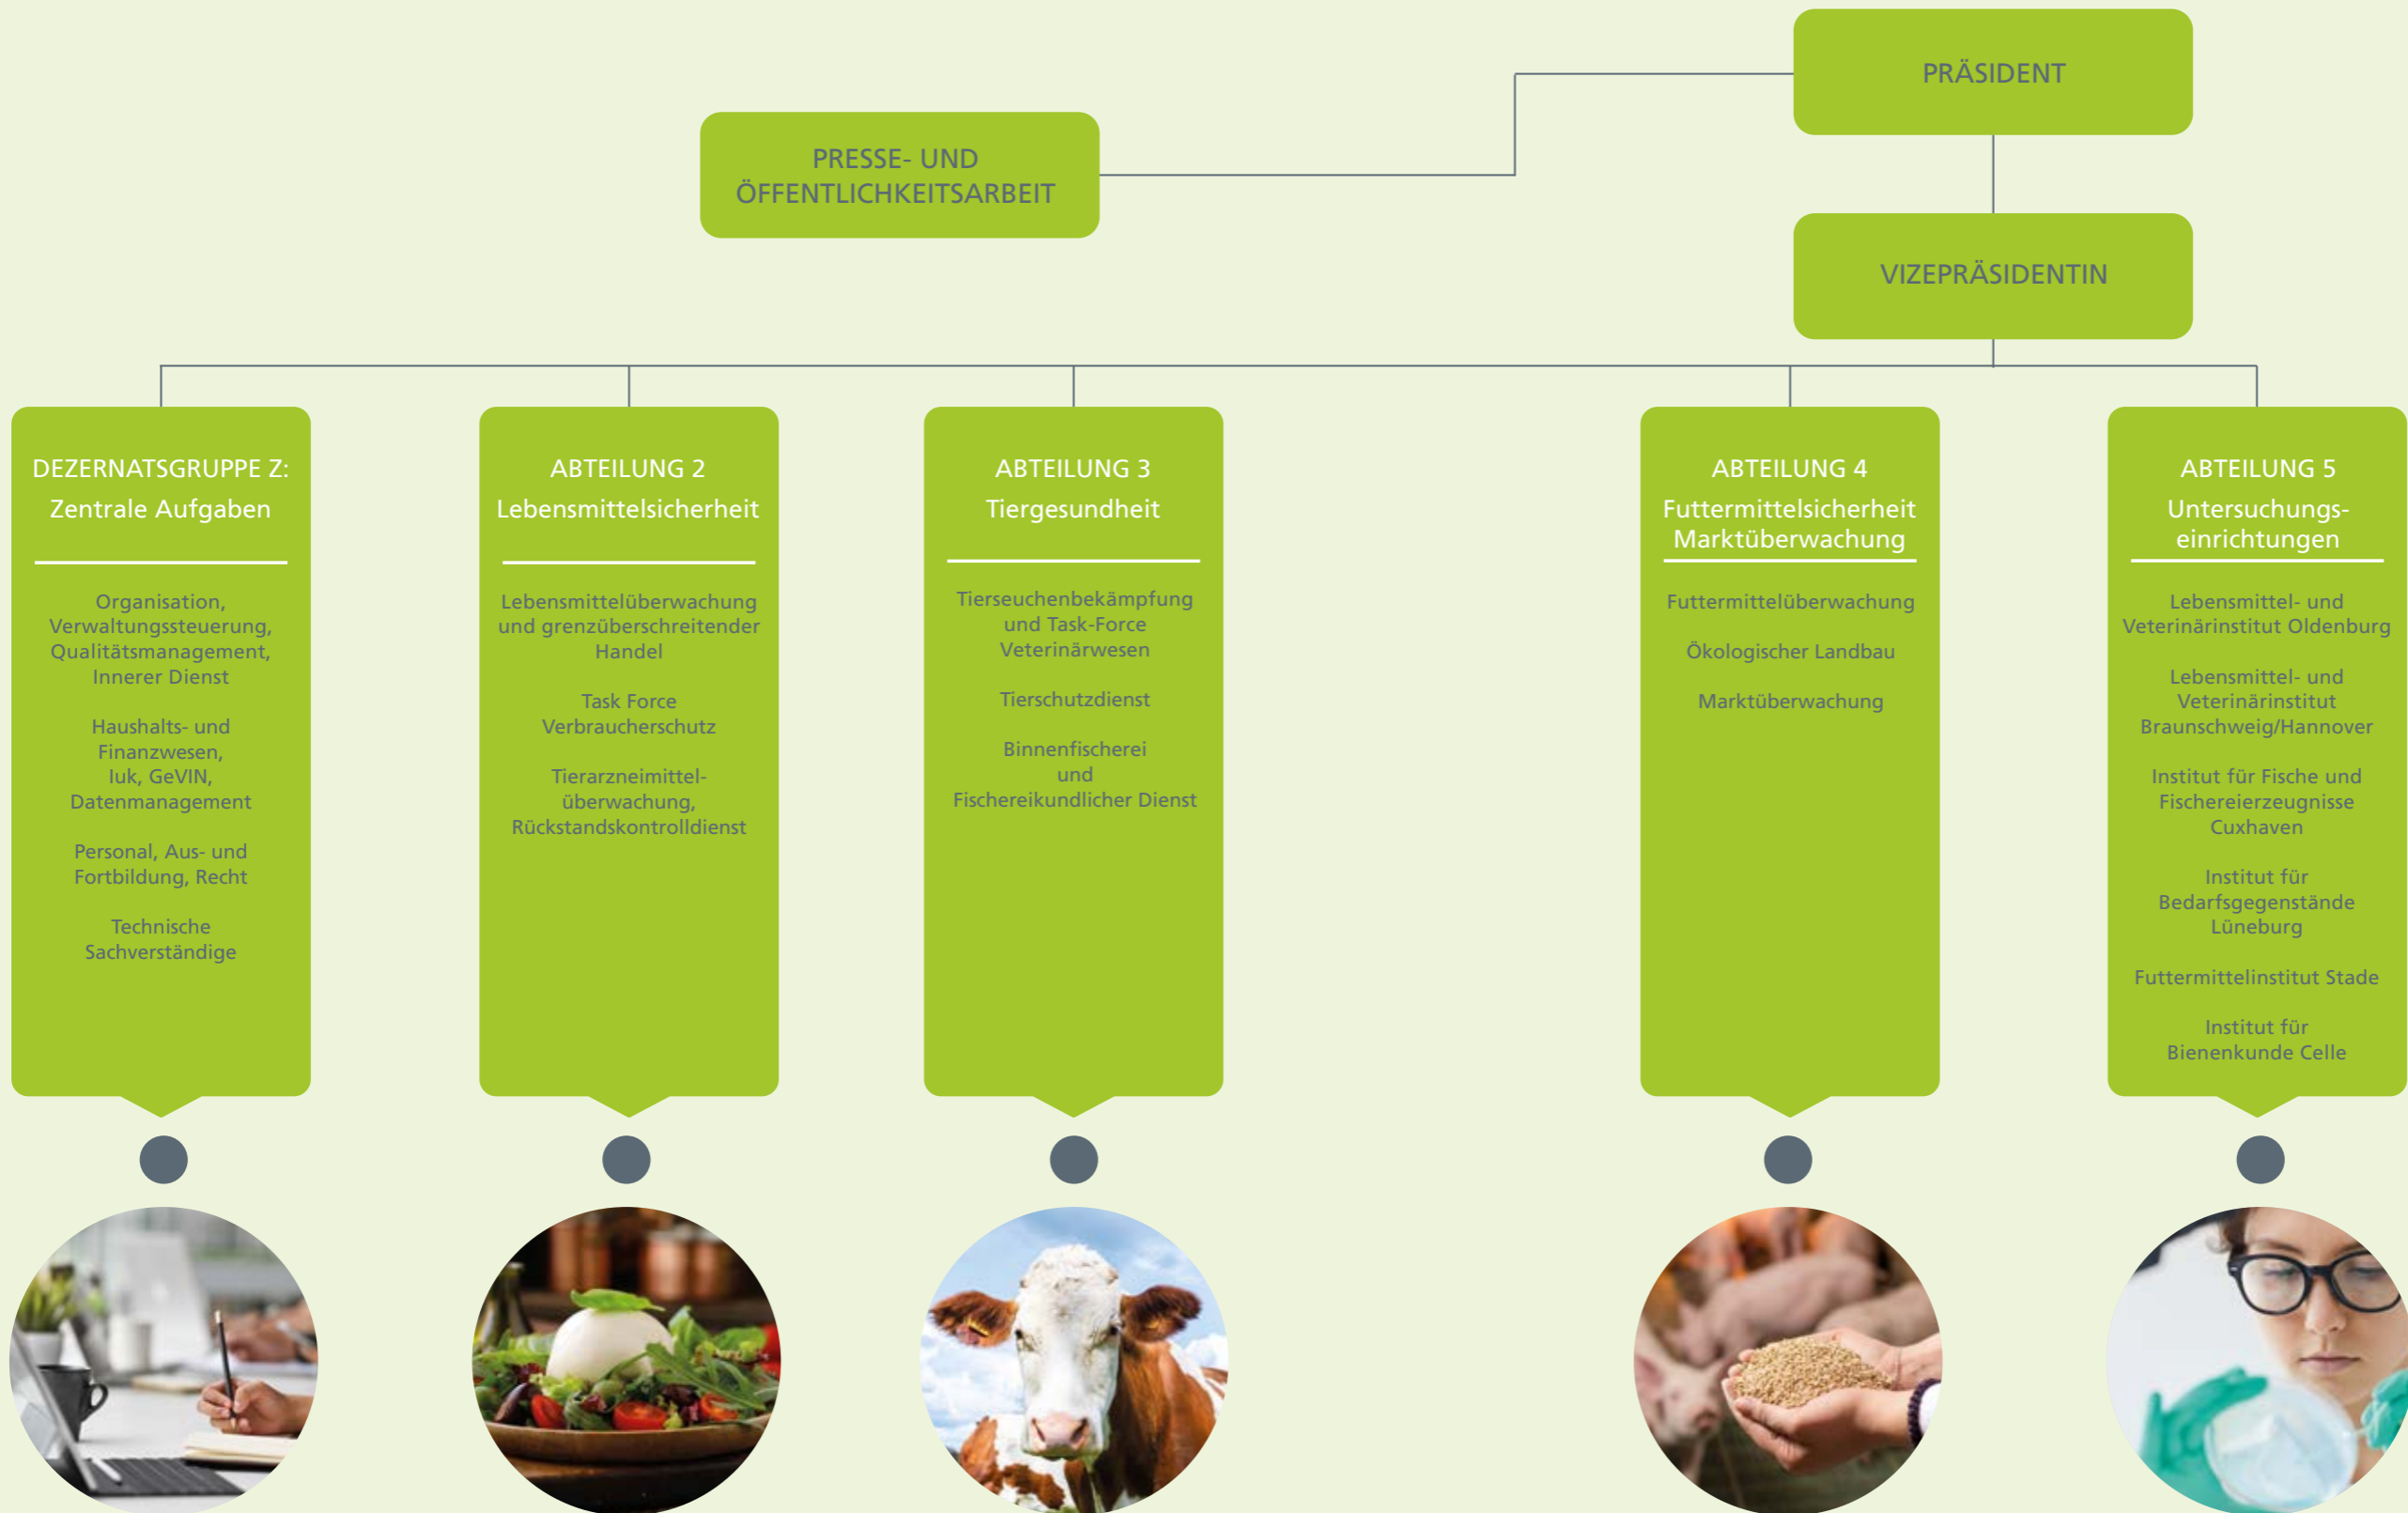 PRÄSIDENT
PRESSE- UND
ÖFFENTLICHKEITSARBEIT
VIZEPRÄSIDENTIN
DEZERNATSGRUPPE Z:
Zentrale Aufgaben
Organisation,
Verwaltungssteuerung,
Qualitätsmanagement,
Innerer Dienst
Haushalts- und
Finanzwesen,
Iuk, GeVIN,
Datenmanagement
Personal, Aus- und
Fortbildung, Recht
Technische
Sachverständige
ABTEILUNG 2
Lebensmittelsicherheit
Lebensmittelüberwachung
und grenzüberschreitender
Handel
Task Force
Verbraucherschutz
Tierarzneimittel-
überwachung,
Rückstandskontrolldienst
ABTEILUNG 3
Tiergesundheit
Tierseuchenbekämpfung
und Task-Force
Veterinärwesen
Tierschutzdienst
Binnenfischerei
und
Fischereikundlicher Dienst
ABTEILUNG 4
Futtermittelsicherheit
Marktüberwachung
Futtermittelüberwachung
Ökologischer Landbau
Marktüberwachung
ABTEILUNG 5
Untersuchungs-
einrichtungen
Lebensmittel- und
Veterinärinstitut Oldenburg
Lebensmittel- und
Veterinärinstitut
Braunschweig/Hannover
Institut für Fische und
Fischereierzeugnisse
Cuxhaven
Institut für
Bedarfsgegenstände
Lüneburg
Futtermittelinstitut Stade
Institut für
Bienenkunde Celle